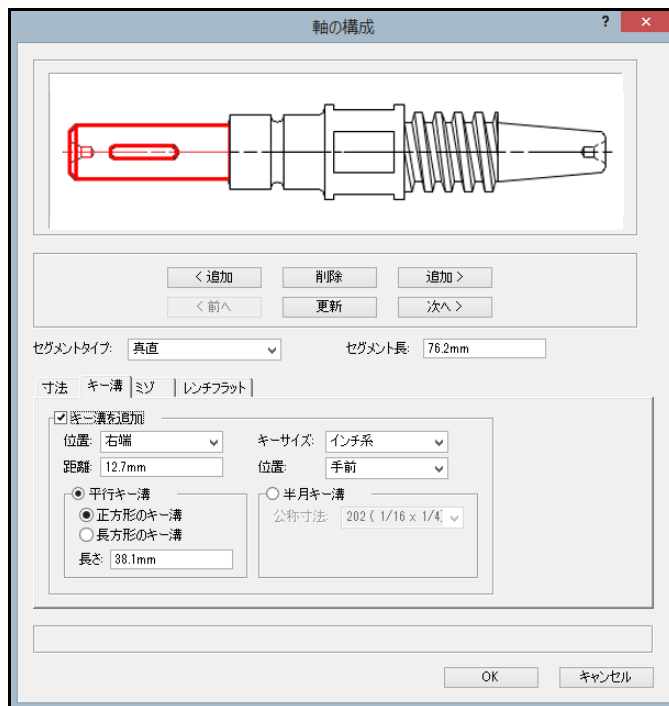 軸の構成 ?
< 追加 削除 追加 >
< 前へ 更新 次へ >
セグメントタイプ: 真直 セグメント長: 76.2mm
寸法 キー溝 ミゾ レンチフラット
キー溝を追加
位置: 右端 キーサイズ: インチ系
距離: 12.7mm 位置: 手前
平行キー溝 半月キー溝
正方形のキー溝 公称寸法: 202 ( 1/16 x 1/4)
長方形のキー溝
長さ: 38.1mm
OK キャンセル